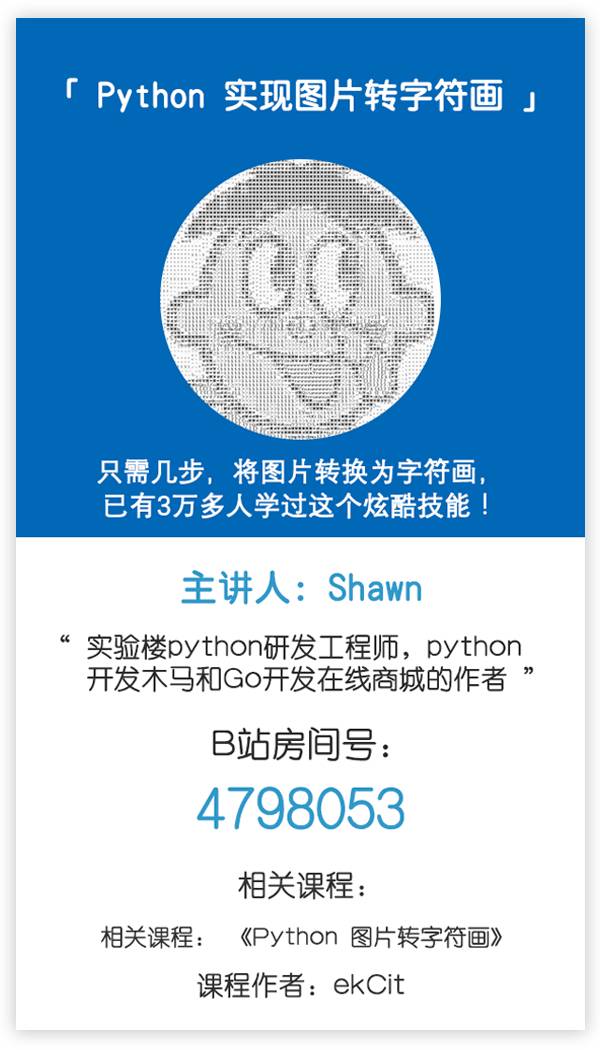 「 Python 实现图片转字符画 」
只需几步，将图片转换为字符画，
已有3万多人学过这个炫酷技能！
主讲人：Shawn
“ 实验楼python研发工程师，python
开发木马和Go开发在线商城的作者 ”
B站房间号：
4798053
相关课程：
相关课程： 《Python 图片转字符画》
课程作者：ekCit